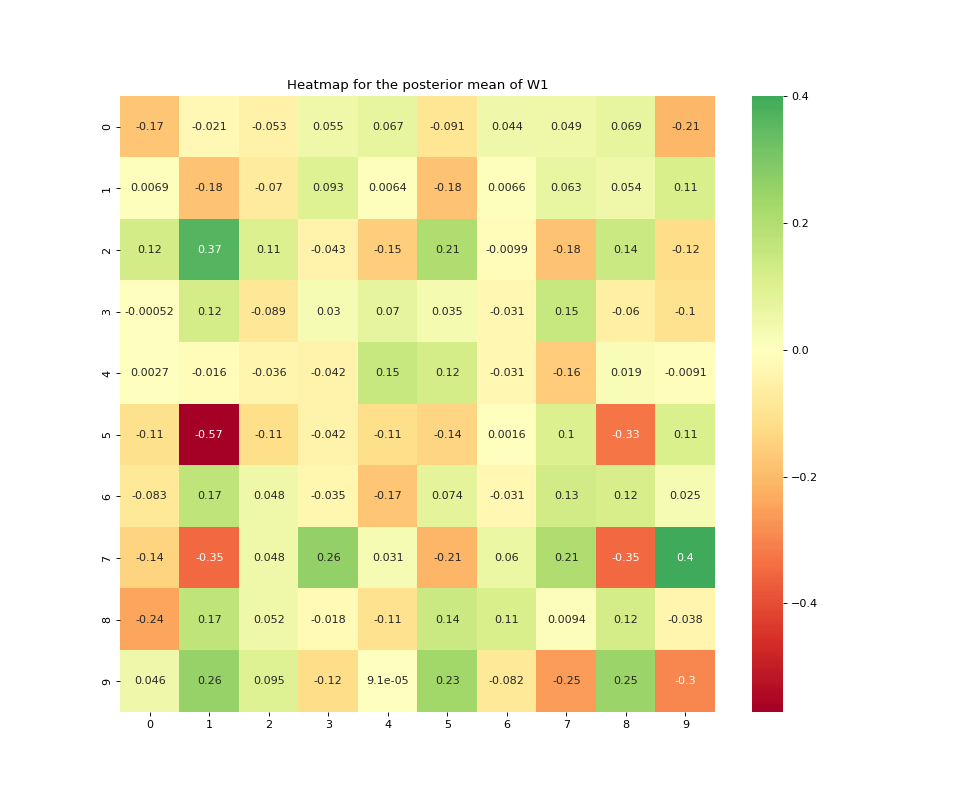 Heatmap for the posterior mean of W1
0 -0.17 -0.021 -0.053 0.055 0.067 -0.091 0.044 0.049 0.069 -0.21
1 0.0069 -0.18 -0.07 0.093 0.0064 -0.18 0.0066 0.063 0.054 0.11
2 0.12 0.37 0.11 -0.043 -0.15 0.21 -0.0099 -0.18 0.14 -0.12
3 -0.00052 0.12 -0.089 0.03 0.07 0.035 -0.031 0.15 -0.06 -0.1
4 0.0027 -0.016 -0.036 -0.042 0.15 0.12 -0.031 -0.16 0.019 -0.0091
5 -0.11 -0.57 -0.11 -0.042 -0.11 -0.14 0.0016 0.1 -0.33 0.11
6 -0.083 0.17 0.048 -0.035 -0.17 0.074 -0.031 0.13 0.12 0.025
7 -0.14 -0.35 0.048 0.26 0.031 -0.21 0.06 0.21 -0.35 0.4
8 -0.24 0.17 0.052 -0.018 -0.11 0.14 0.11 0.0094 0.12 -0.038
9 0.046 0.26 0.095 -0.12 9.1e-05 0.23 -0.082 -0.25 0.25 -0.3
0 1 2 3 4 5 6 7 8 9
0.4
0.2
0.0
−0.2
−0.4